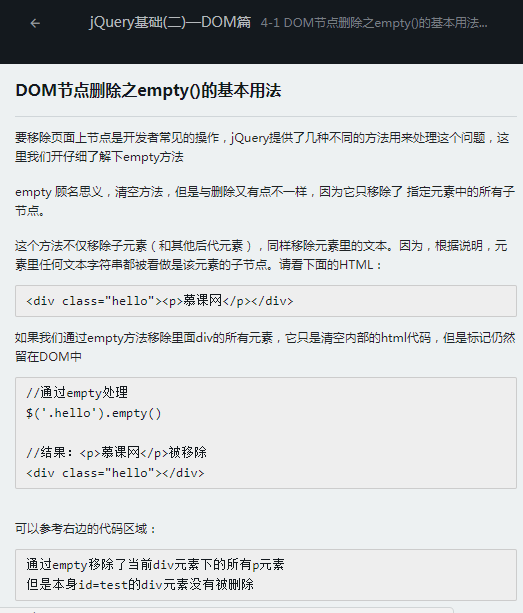 ← jQuery基础(二)—DOM篇 4-1 DOM节点删除之empty()的基本用法...
DOM节点删除之empty()的基本用法
要移除页面上节点是开发者常见的操作，jQuery提供了几种不同的方法用来处理这个问题，这
里我们开仔细了解下empty方法
empty 顾名思义，清空方法，但是与删除又有点不一样，因为它只移除了 指定元素中的所有子
节点。
这个方法不仅移除子元素（和其他后代元素），同样移除元素里的文本。因为，根据说明，元
素里任何文本字符串都被看做是该元素的子节点。请看下面的HTML：
<div class="hello"><p>慕课网</p></div>
如果我们通过empty方法移除里面div的所有元素，它只是清空内部的html代码，但是标记仍然
留在DOM中
//通过empty处理
$('.hello').empty()
//结果：<p>慕课网</p>被移除
<div class="hello"></div>
可以参考右边的代码区域：
通过empty移除了当前div元素下的所有p元素
但是本身id=test的div元素没有被删除